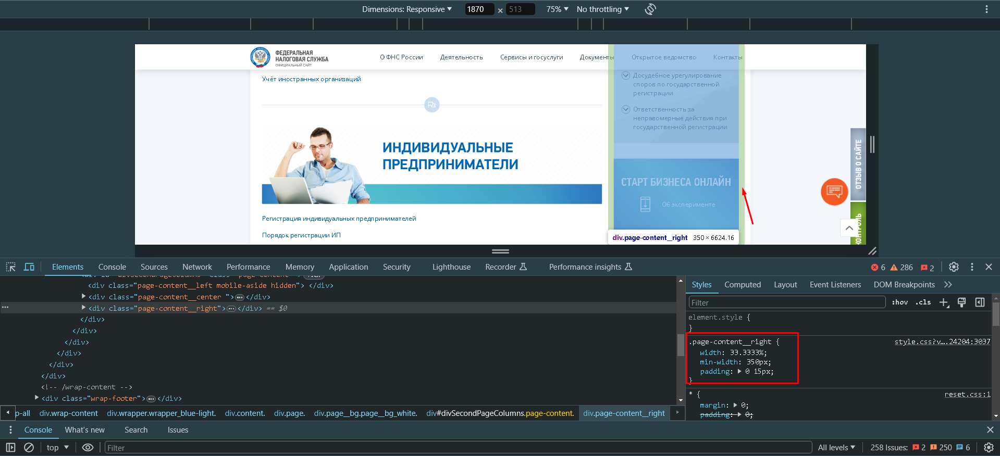 Dimensions: Responsive ▼ 1870 × 513 75% ▼ No throttling ▼
ФЕДЕРАЛЬНАЯ
НАЛОГОВАЯ СЛУЖБА
ОФИЦИАЛЬНЫЙ САЙТ
О ФНС России Деятельность Сервисы и госуслуги Документы Открытое ведомство Контакты
Учёт иностранных организаций
Досудебное урегулирование
споров по государственной
регистрации
Ответственность за
неправомерные действия при
государственной регистрации
ИНДИВИДУАЛЬНЫЕ
ПРЕДПРИНИМАТЕЛИ
СТАРТ БИЗНЕСА ОНЛАЙН
Об эксперименте
ОТЗЫВ О САЙТЕ
КОНТРОЛЬ
Регистрация индивидуальных предпринимателей
Порядок регистрации ИП
div.page-content__right 350 × 6624.16
Elements Console Sources Network Performance Memory Application Security Lighthouse Recorder Performance insights 6 286 2
<div class="page-content__left mobile-aside hidden"> </div>
<div class="page-content__center ">…</div>
<div class="page-content__right">…</div> == $0
</div>
</div>
</div>
</div>
</div>
</div>
<!-- /wrap-content -->
<div class="wrap-footer">…</div>
p-all div.wrap-content div.wrapper.wrapper_blue-light. div.content. div.page. div.page__bg.page__bg_white. div#divSecondPageColumns.page-content. div.page-content__right
Styles Computed Layout Event Listeners DOM Breakpoints
Filter :hov .cls
element.style {
}
.page-content__right { style.css?v….24204:3037
width: 33.3333%;
min-width: 350px;
padding: ▶ 0 15px;
}
* { reset.css:1
margin: ▶ 0;
padding: ▶ 0;
Console What's new Search Issues
top ▼ Filter All levels ▼ 258 Issues: 2 250 6